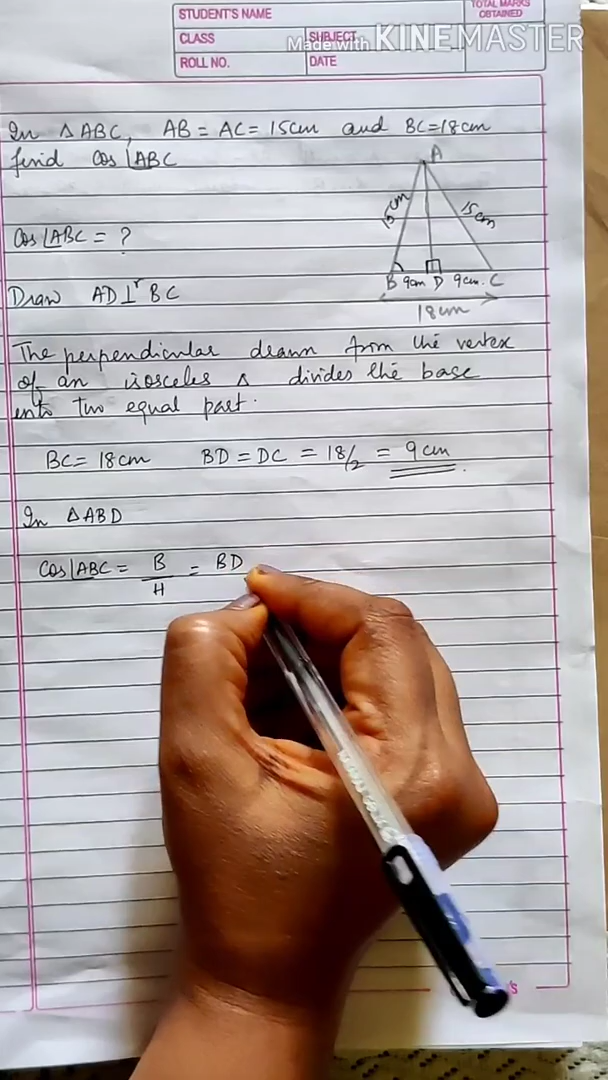 TOTAL MARKS
OBTAINED
STUDENT'S NAME
CLASS
SUBJECT
ROLL NO.
DATE
Made with KINEMASTER
In ΔABC, AB = AC = 15cm and BC = 18cm
find Cos∠ABC
A
15cm
15cm
B 9cm D 9cm C
18cm
Cos∠ABC = ?
Draw AD⊥r BC
The perpendicular drawn from the vertex
of an isosceles Δ divides the base
into two equal part.
BC = 18cm BD = DC = 18/2 = 9cm
In ΔABD
Cos∠ABC = B/H = BD